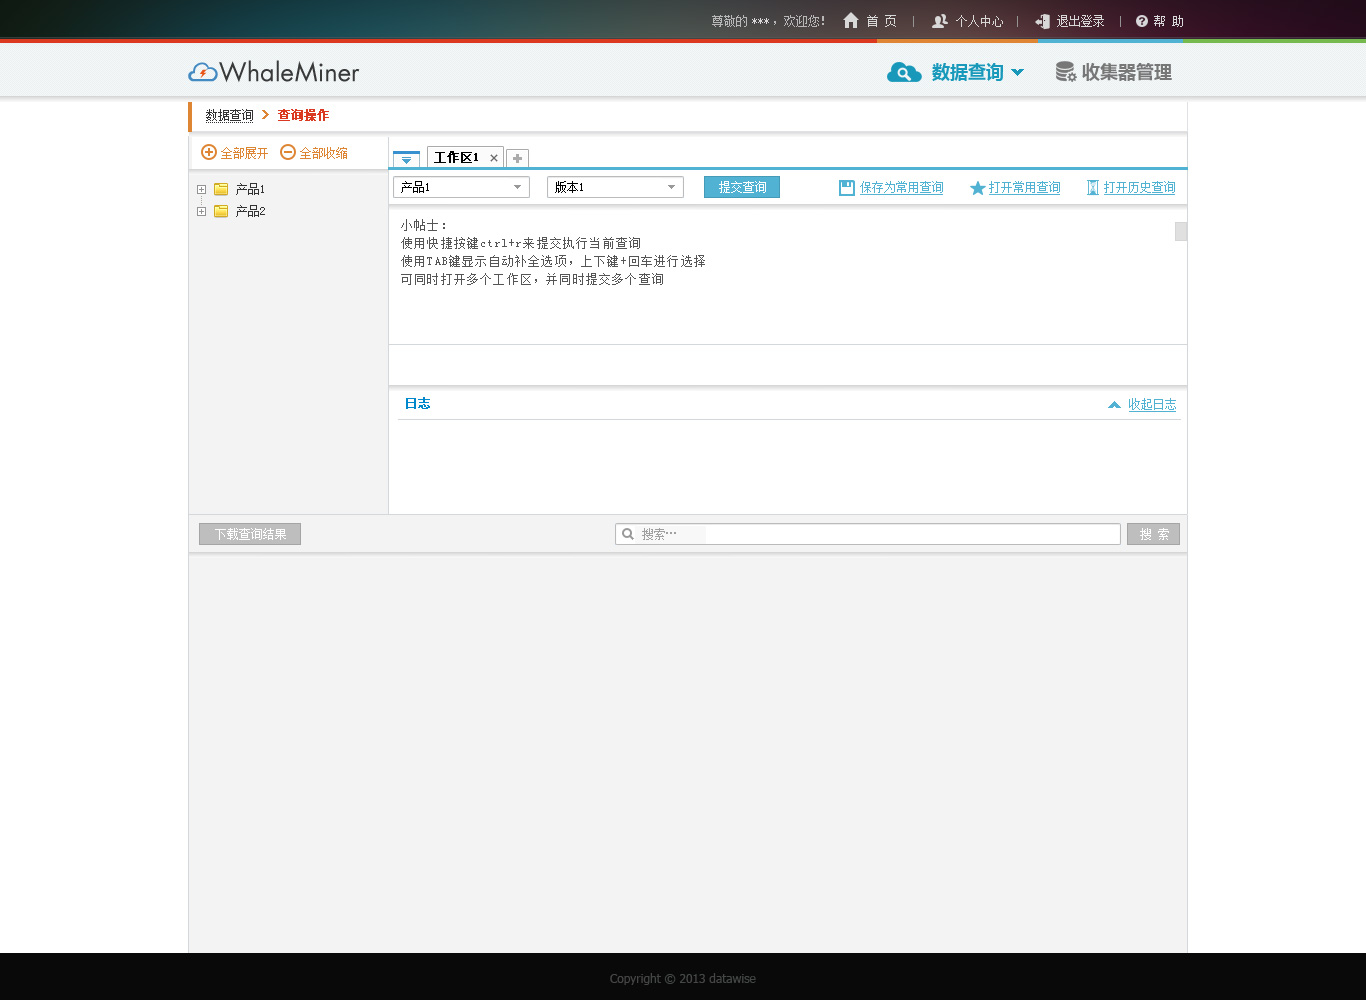 尊敬的 ***，欢迎您! 首 页 | 个人中心 | 退出登录 | 帮 助
WhaleMiner 数据查询 收集器管理
数据查询 > 查询操作
全部展开 全部收缩
工作区1 × +
产品1 版本1 提交查询 保存为常用查询 打开常用查询 打开历史查询
产品1
产品2
小帖士：
使用快捷按键ctrl+r来提交执行当前查询
使用TAB键显示自动补全选项，上下键+回车进行选择
可同时打开多个工作区，并同时提交多个查询
日志 收起日志
下载查询结果 搜索… 搜 索
Copyright © 2013 datawise